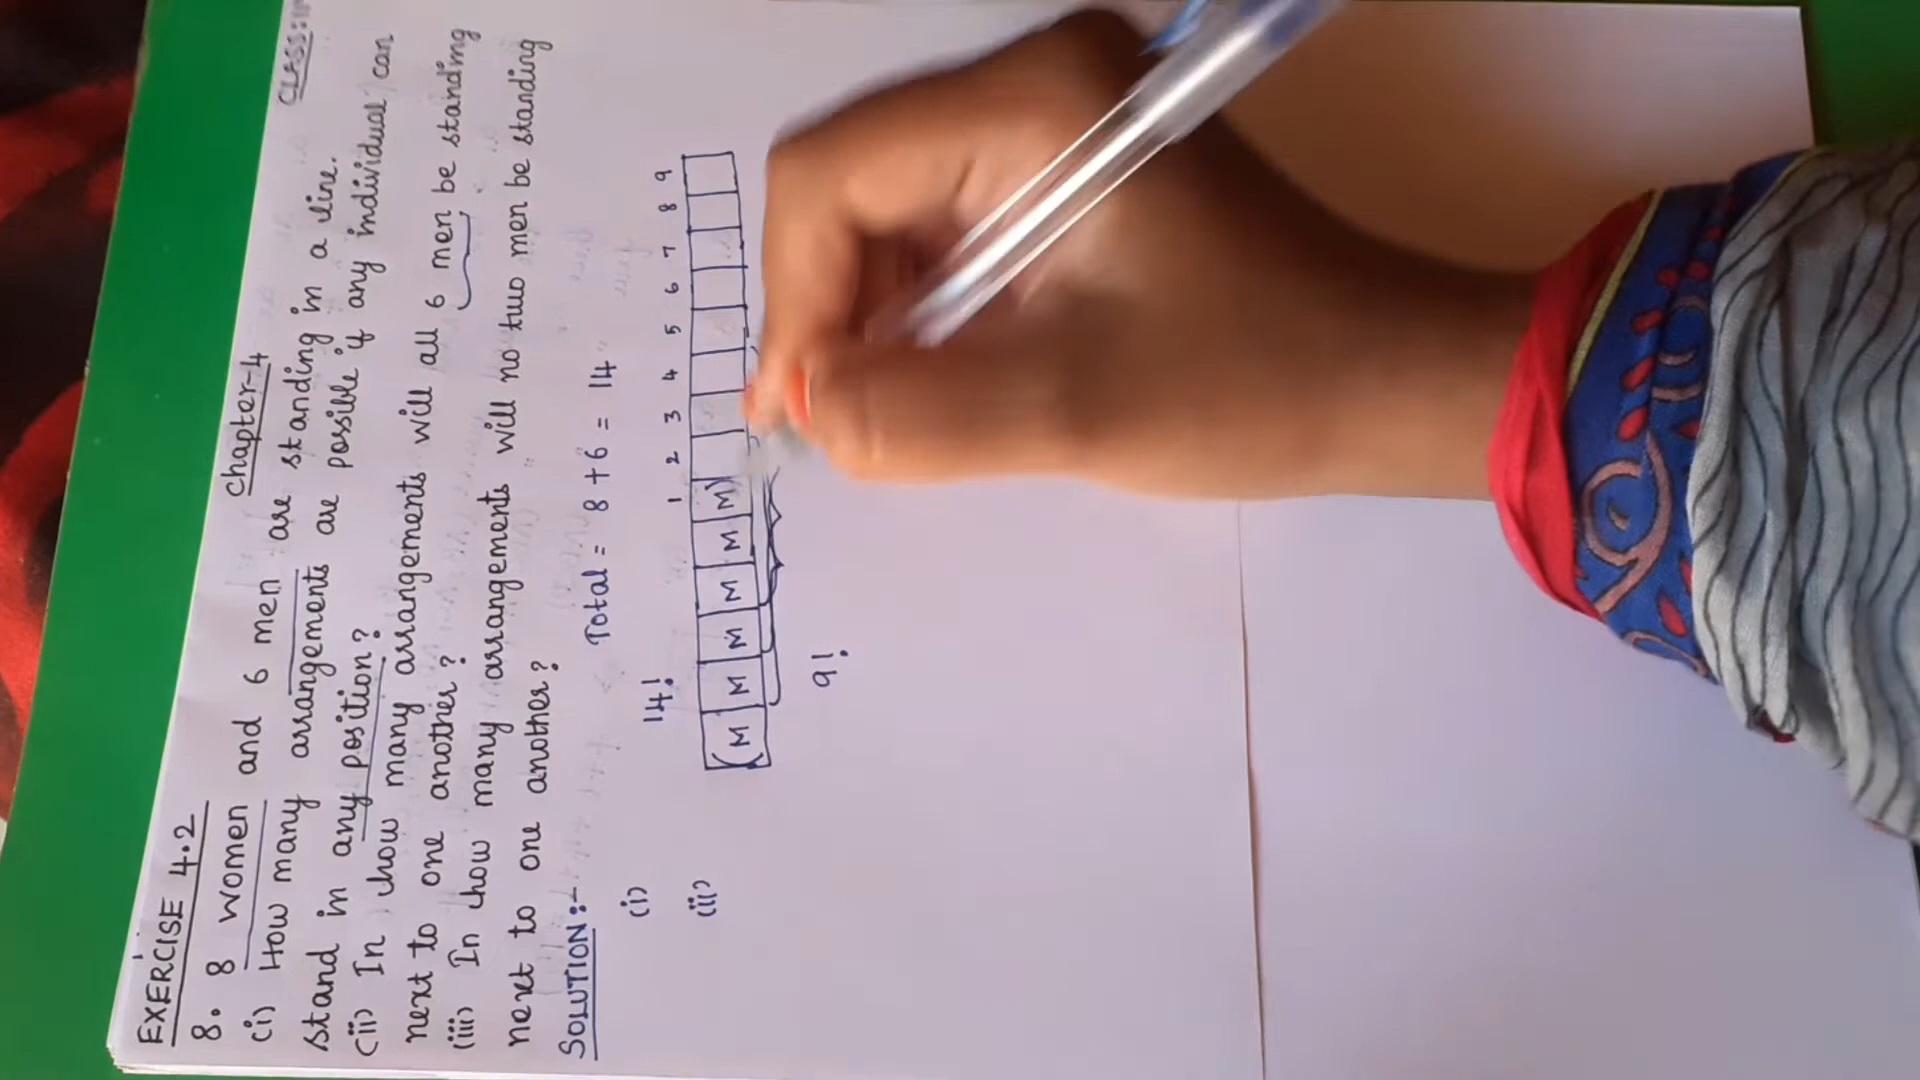 Chapter-4
CLASS:11
EXERCISE 4.2
8. 8 women and 6 men are standing in a line.
(i) How many arrangements are possible if any individual can
stand in any position?
(ii) In how many arrangements will all 6 men be standing
next to one another?
(iii) In how many arrangements will no two men be standing
next to one another?
SOLUTION:-
Total = 8 + 6 = 14
(i) 14!
1 2 3 4 5 6 7 8 9
(ii) (M M M M M M)
9!